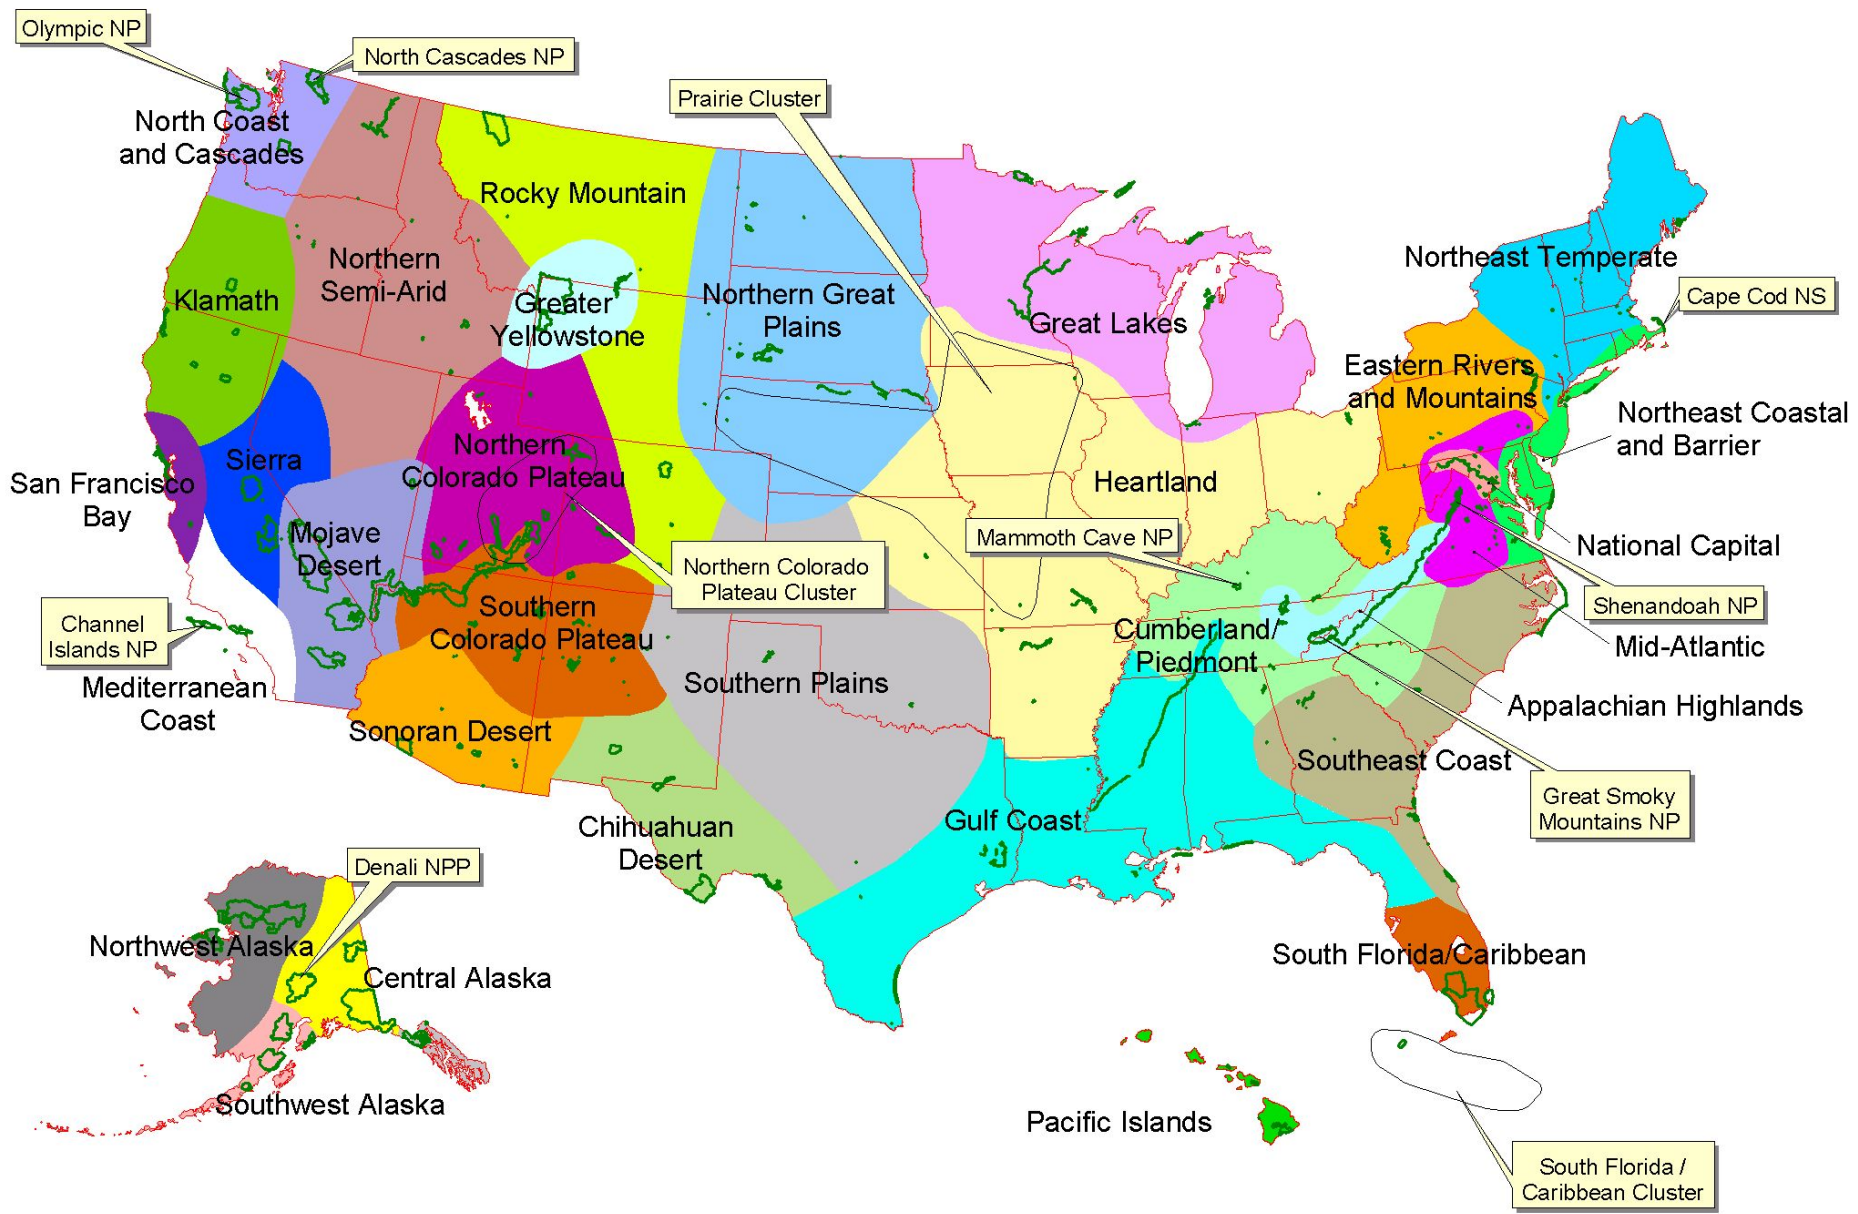 Olympic NP
North Cascades NP
North Coast
and Cascades
Prairie Cluster
Rocky Mountain
Northern
Semi-Arid
Klamath
Greater
Yellowstone
Northern Great
Plains
Great Lakes
Northeast Temperate
Cape Cod NS
Eastern Rivers
and Mountains
Northeast Coastal
and Barrier
San Francisco
Bay
Sierra
Northern
Colorado Plateau
Heartland
Mojave
Desert
Mammoth Cave NP
National Capital
Northern Colorado
Plateau Cluster
Shenandoah NP
Channel
Islands NP
Southern
Colorado Plateau
Cumberland/
Piedmont
Mid-Atlantic
Mediterranean
Coast
Southern Plains
Appalachian Highlands
Sonoran Desert
Southeast Coast
Great Smoky
Mountains NP
Chihuahuan
Desert
Gulf Coast
Denali NPP
Northwest Alaska
Central Alaska
South Florida/Caribbean
Southwest Alaska
Pacific Islands
South Florida /
Caribbean Cluster